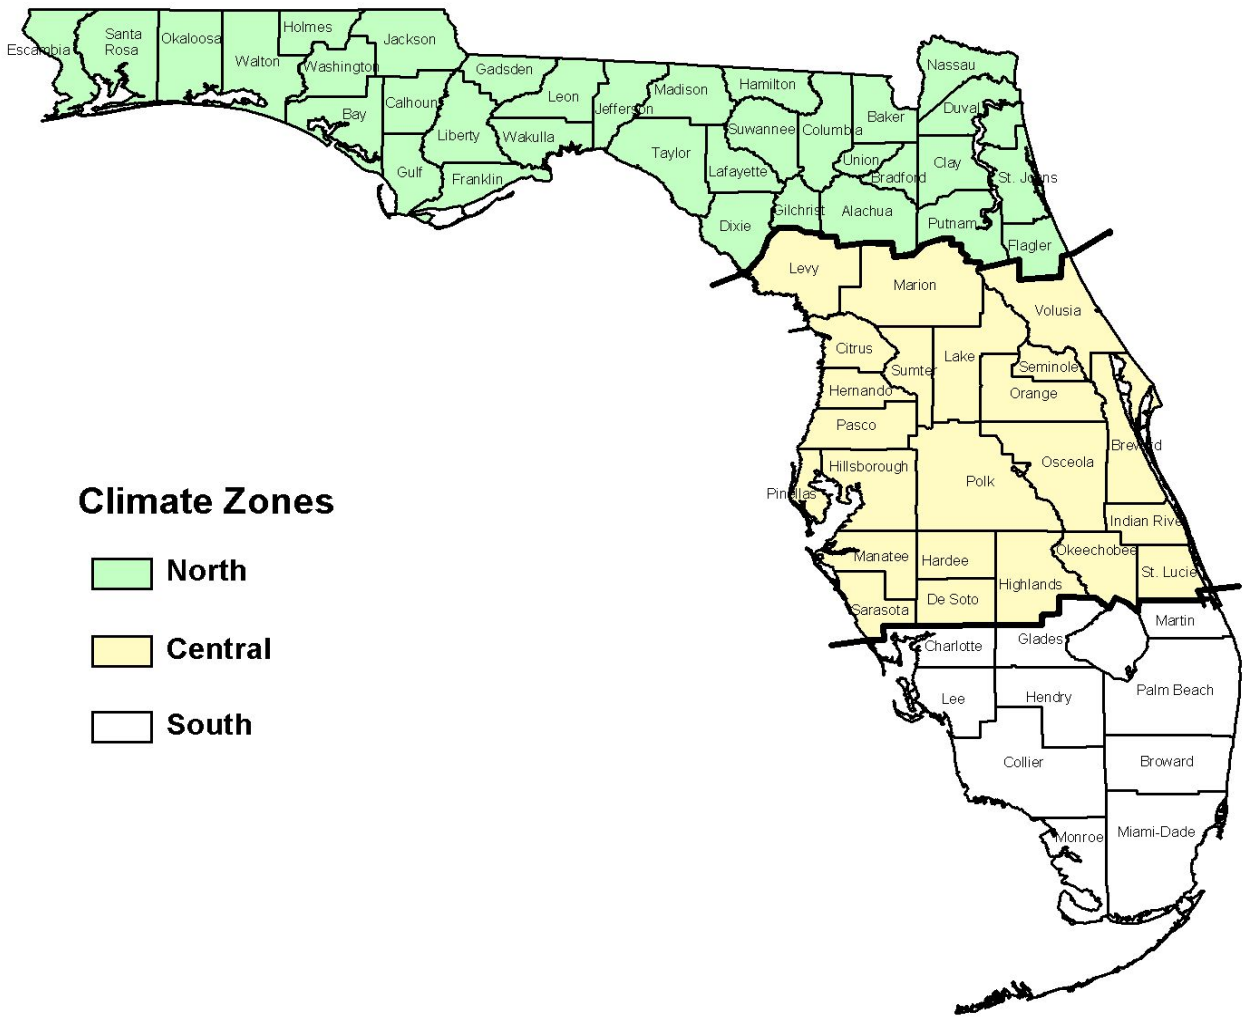 Escambia
Santa
Rosa
Okaloosa
Walton
Holmes
Washington
Jackson
Bay
Calhoun
Gulf
Liberty
Gadsden
Franklin
Leon
Wakulla
Jefferson
Madison
Taylor
Hamilton
Suwannee
Lafayette
Dixie
Columbia
Gilchrist
Baker
Union
Bradford
Alachua
Nassau
Duval
Clay
St. Johns
Putnam
Flagler
Levy
Marion
Volusia
Citrus
Sumter
Lake
Seminole
Orange
Hernando
Pasco
Brevard
Hillsborough
Pinellas
Polk
Osceola
Indian River
Manatee
Hardee
Okeechobee
St. Lucie
Highlands
De Soto
Sarasota
Martin
Charlotte
Glades
Lee
Hendry
Palm Beach
Collier
Broward
Monroe
Miami-Dade
Climate Zones
North
Central
South